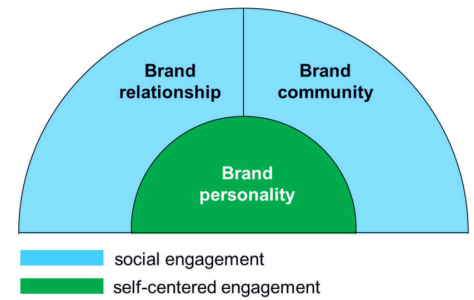 Brand
relationship
Brand
community
Brand
personality
social engagement
self-centered engagement